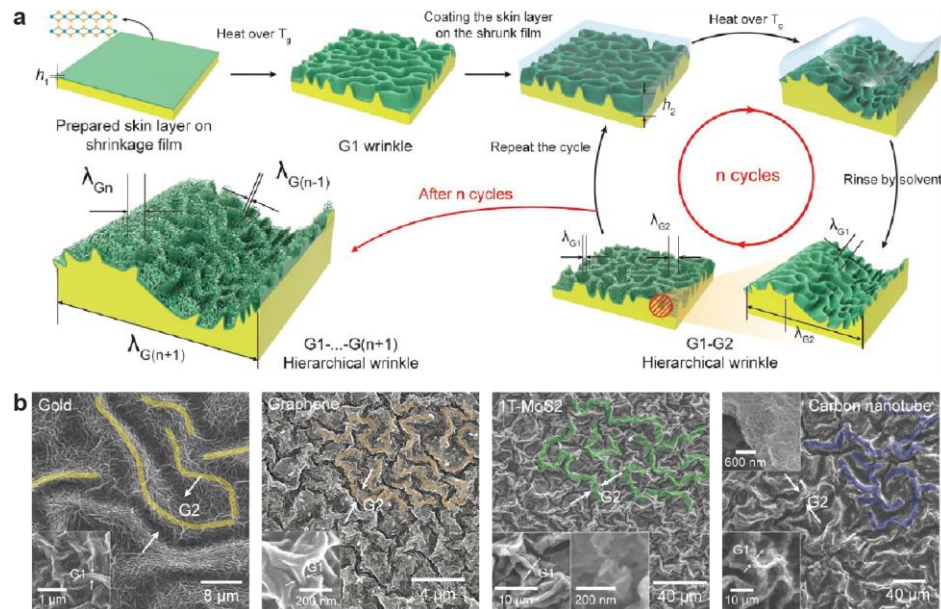 a
Heat over Tg
Coating the skin layer
on the shrunk film
Heat over Tg
h1
h2
Prepared skin layer on
shrinkage film
G1 wrinkle
Repeat the cycle
n cycles
Rinse by solvent
λGn
λG(n-1)
After n cycles
λG1
λG2
λG1
λG2
λG(n+1)
G1-...-G(n+1)
Hierarchical wrinkle
G1-G2
Hierarchical wrinkle
b
Gold
G2
G1
1 μm
8 μm
Graphene
G2
G1
200 nm
4 μm
1T-MoS2
G2
G1
10 μm
200 nm
40 μm
Carbon nanotube
600 nm
G2
G1
10 μm
40 μm